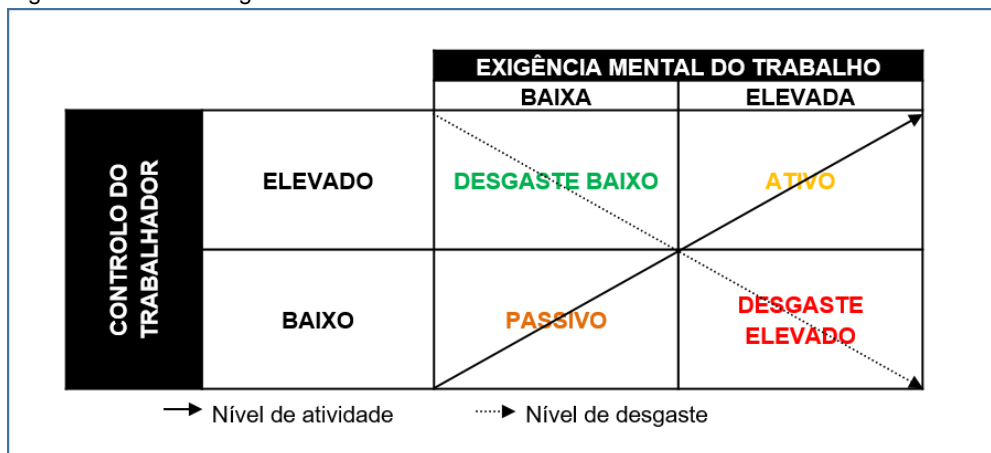 EXIGÊNCIA MENTAL DO TRABALHO
BAIXA
ELEVADA
CONTROLO DO
TRABALHADOR
ELEVADO
DESGASTE BAIXO
ATIVO
BAIXO
PASSIVO
DESGASTE
ELEVADO
Nível de atividade
Nível de desgaste